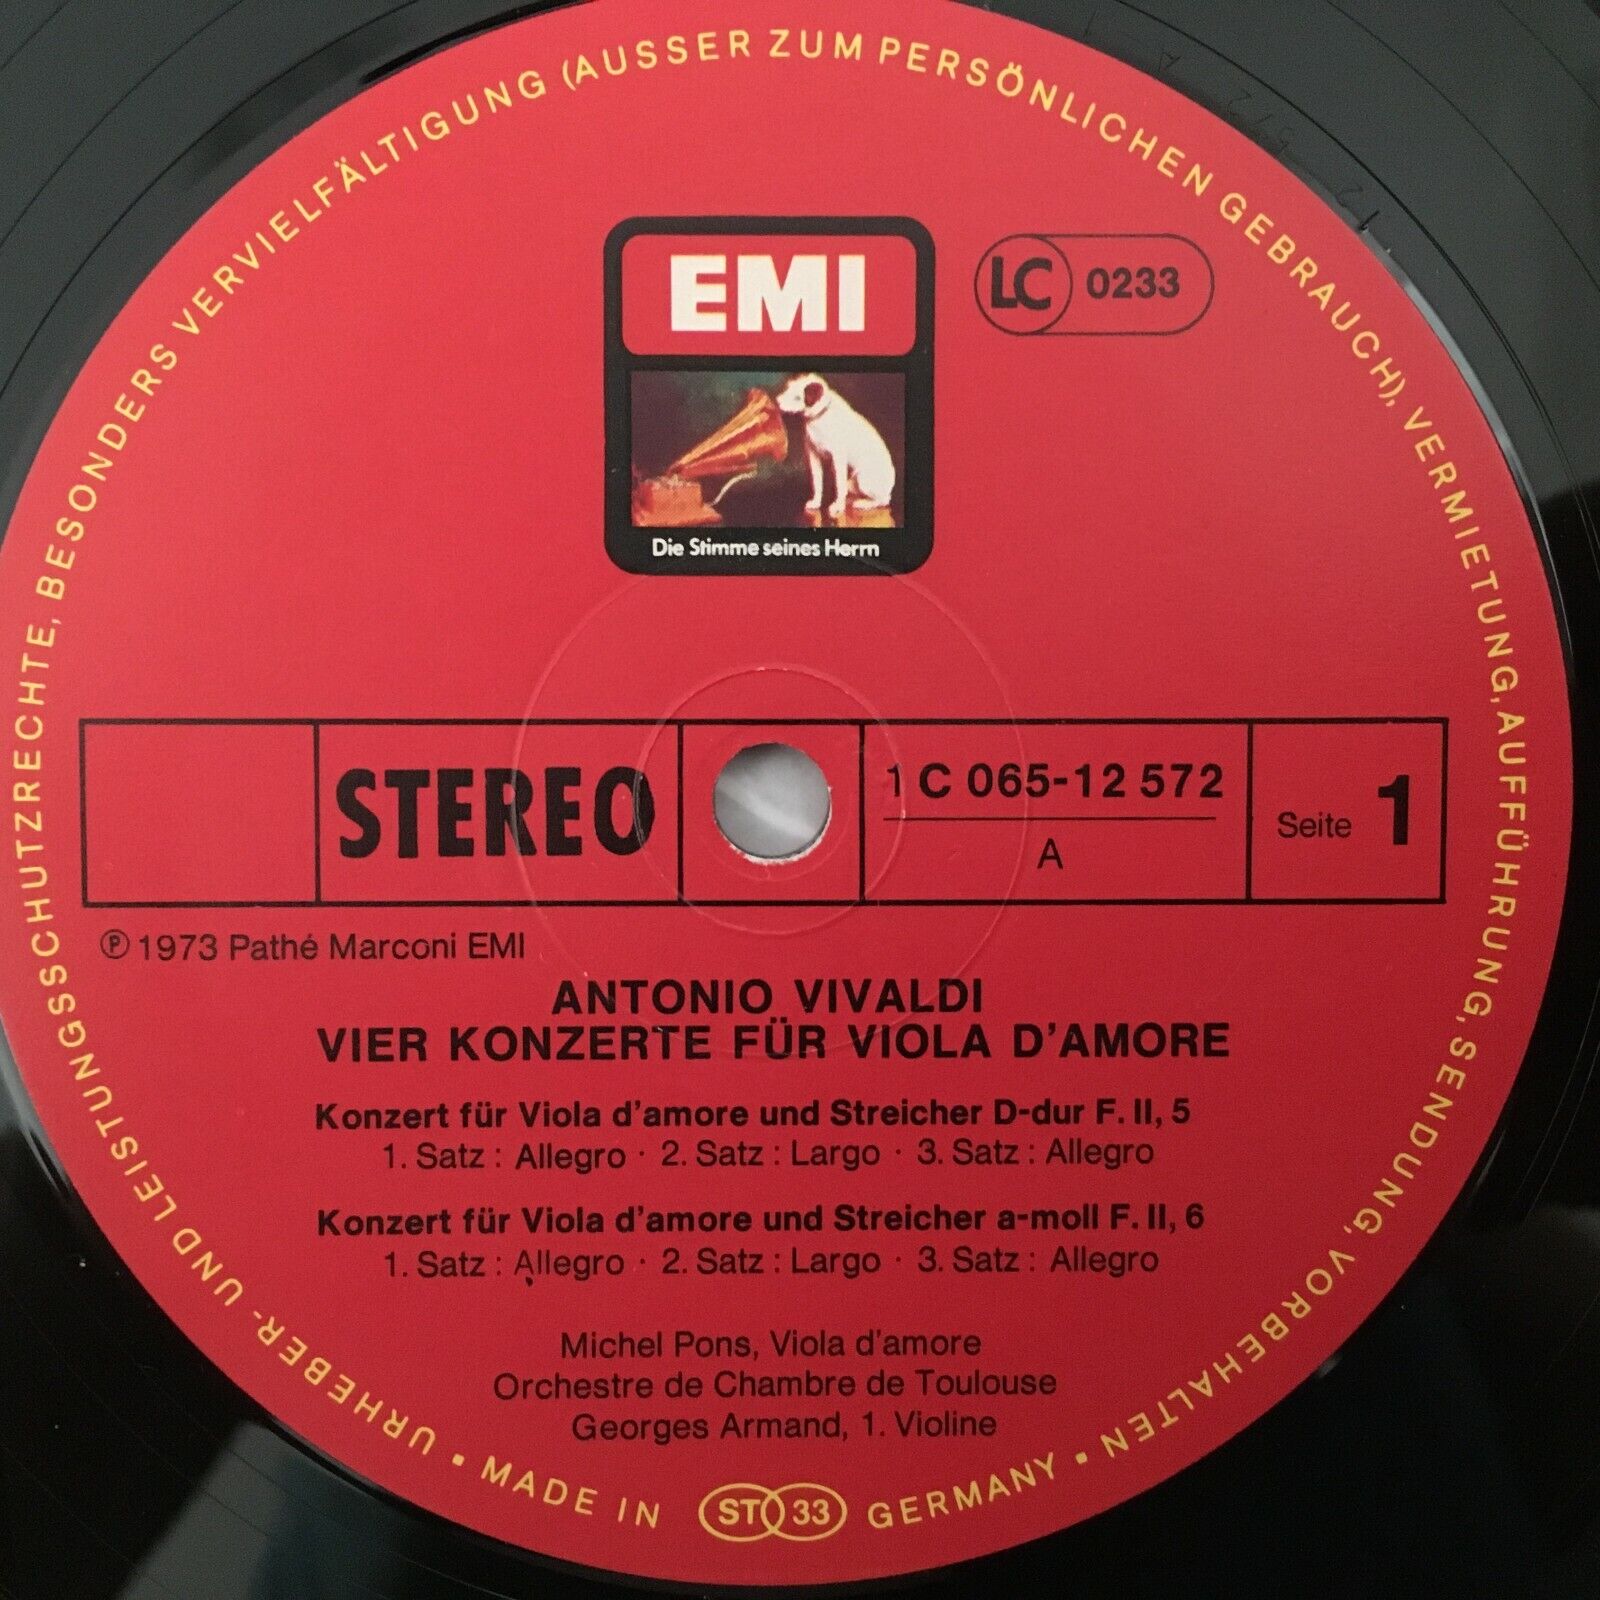 URHEBER- UND LEISTUNGSSCHUTZRECHTE, BESONDERS VERVIELFÄLTIGUNG (AUSSER ZUM PERSÖNLICHEN GEBRAUCH), VERMIETUNG, AUFFÜHRUNG, SENDUNG, VORBEHALTEN •
EMI
LC 0233
Die Stimme seines Herrn
STEREO
1 C 065-12 572
A
Seite 1
℗ 1973 Pathé Marconi EMI
ANTONIO VIVALDI
VIER KONZERTE FÜR VIOLA D'AMORE
Konzert für Viola d'amore und Streicher D-dur F. II, 5
1. Satz : Allegro · 2. Satz : Largo · 3. Satz : Allegro
Konzert für Viola d'amore und Streicher a-moll F. II, 6
1. Satz : Allegro · 2. Satz : Largo · 3. Satz : Allegro
Michel Pons, Viola d'amore
Orchestre de Chambre de Toulouse
Georges Armand, 1. Violine
• MADE IN ST 33 GERMANY